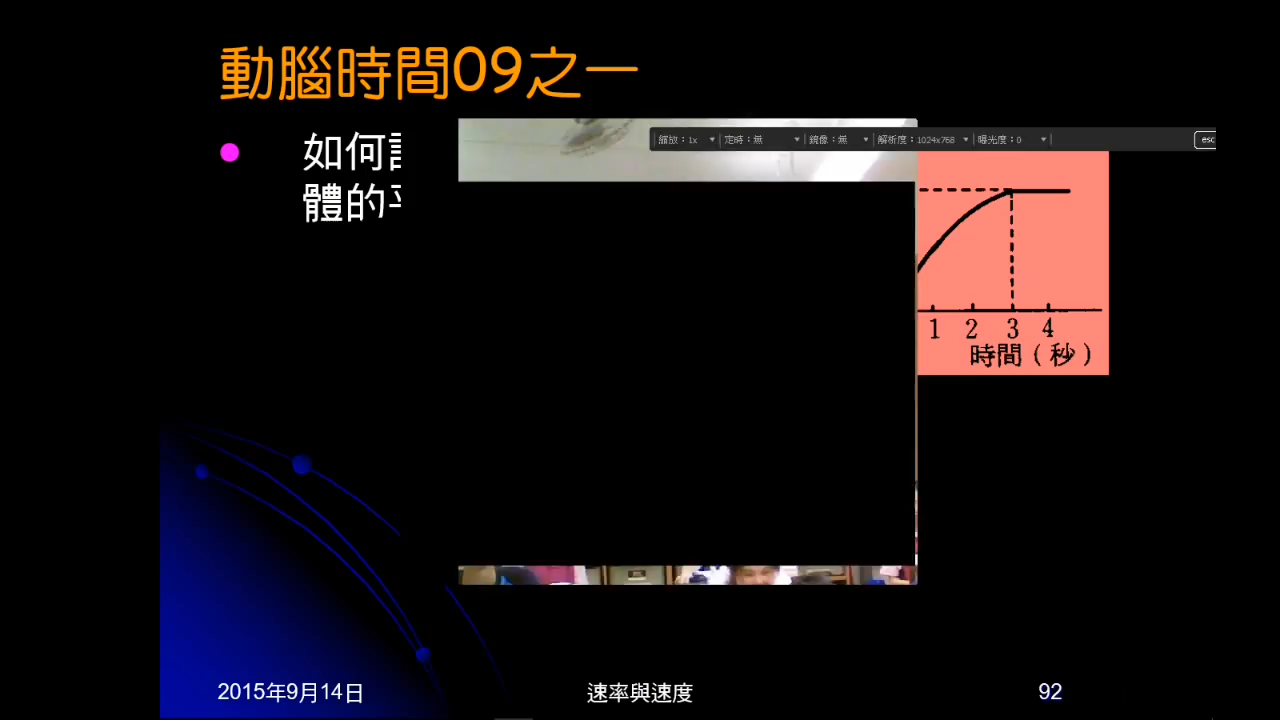 動腦時間09之一
如何
體的
縮放：1x 定時：無 鏡像：無 解析度：1024x768 曝光度：0 esc
1 2 3 4
時間（秒）
2015年9月14日 速率與速度 92